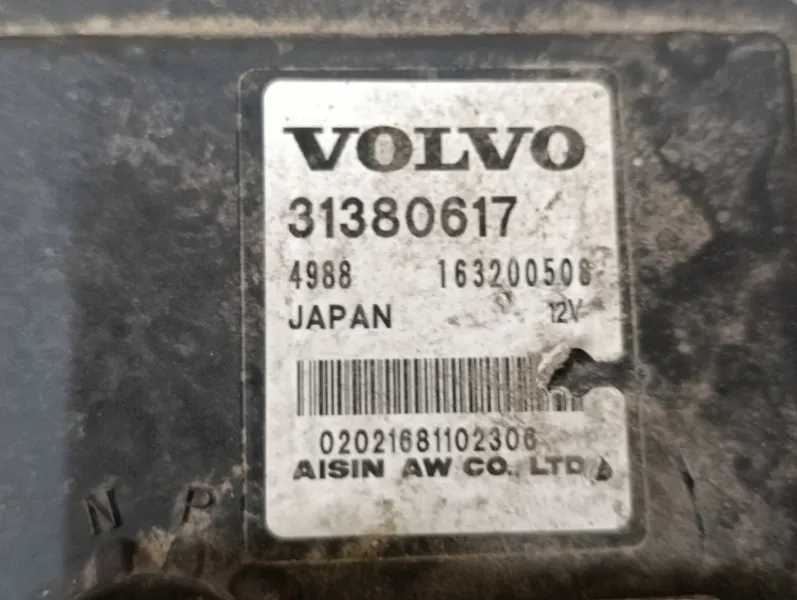 VOLVO
31380617
4988 163200508
JAPAN 12V
02021681102306
AISIN AW CO., LTD
N P